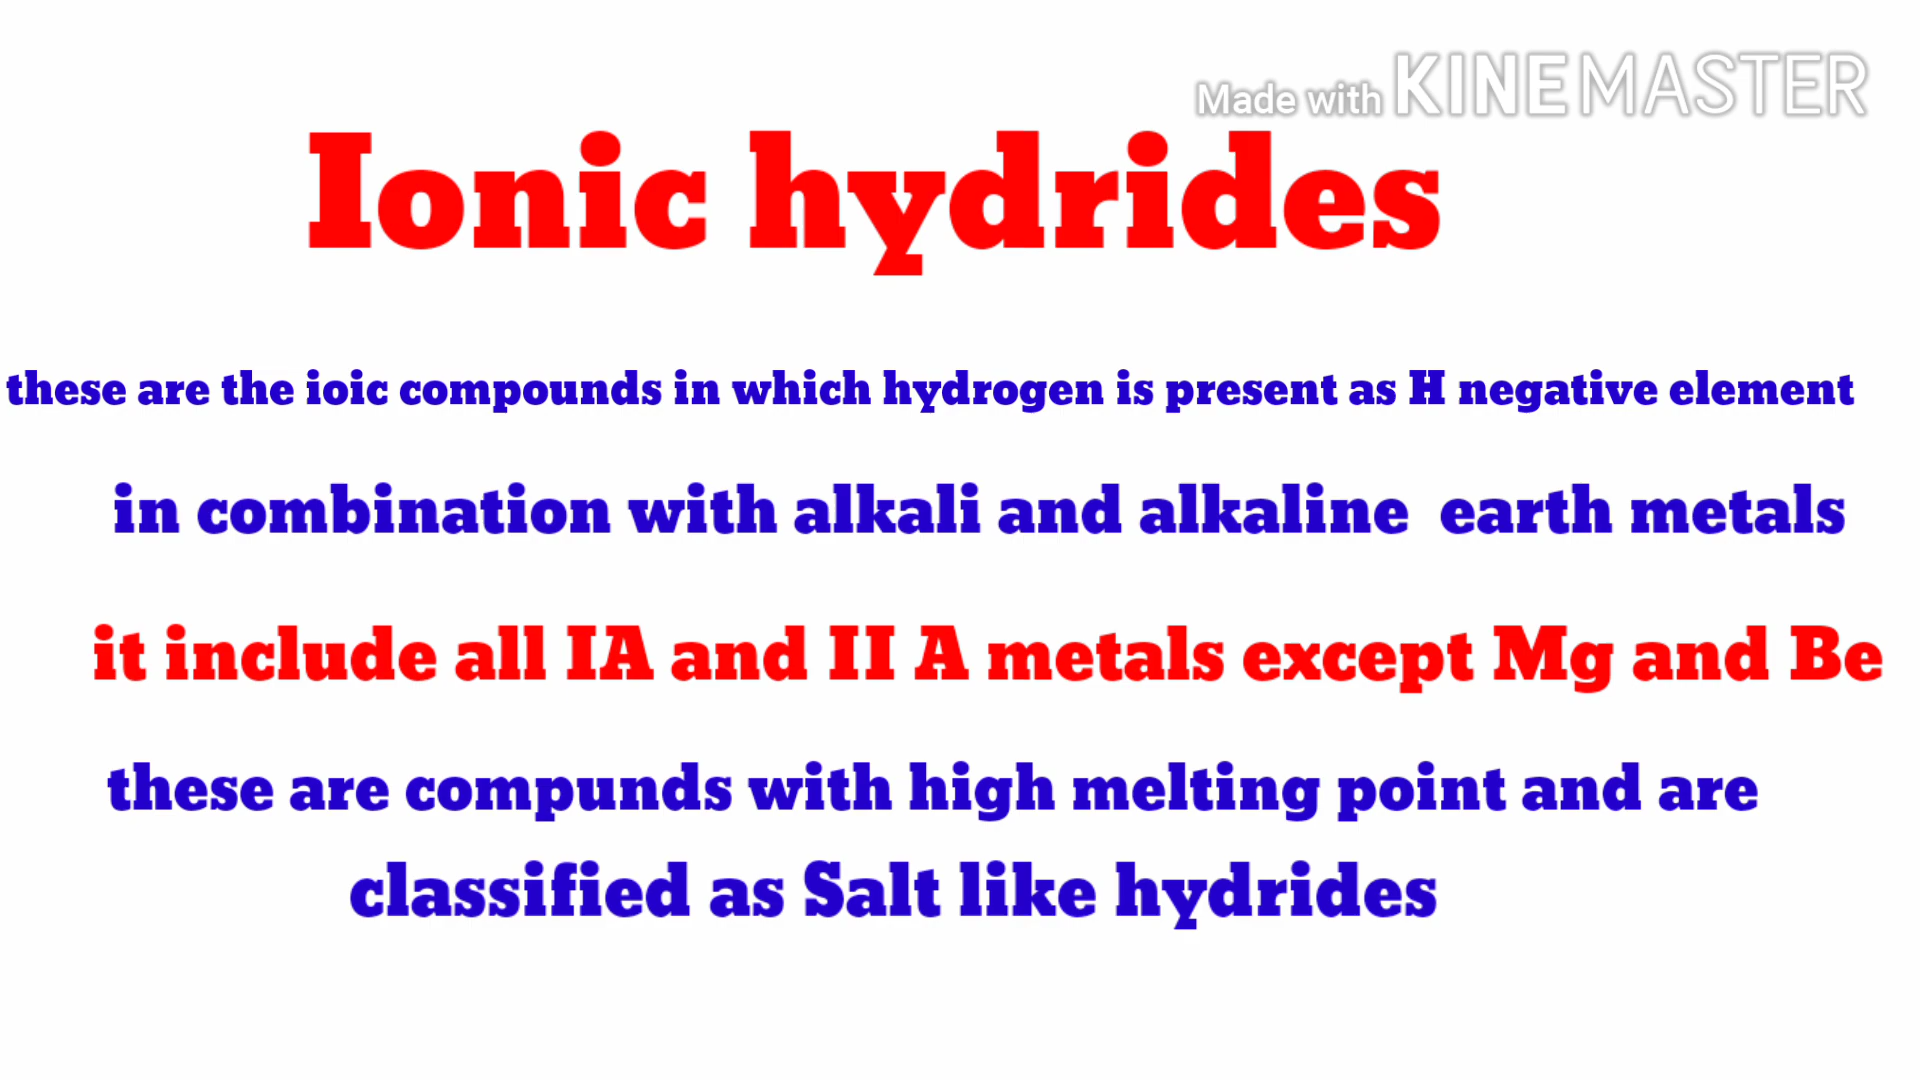 Made with KINEMASTER
Ionic hydrides
these are the ioic compounds in which hydrogen is present as H negative element
in combination with alkali and alkaline earth metals
it include all IA and II A metals except Mg and Be
these are compunds with high melting point and are
classified as Salt like hydrides